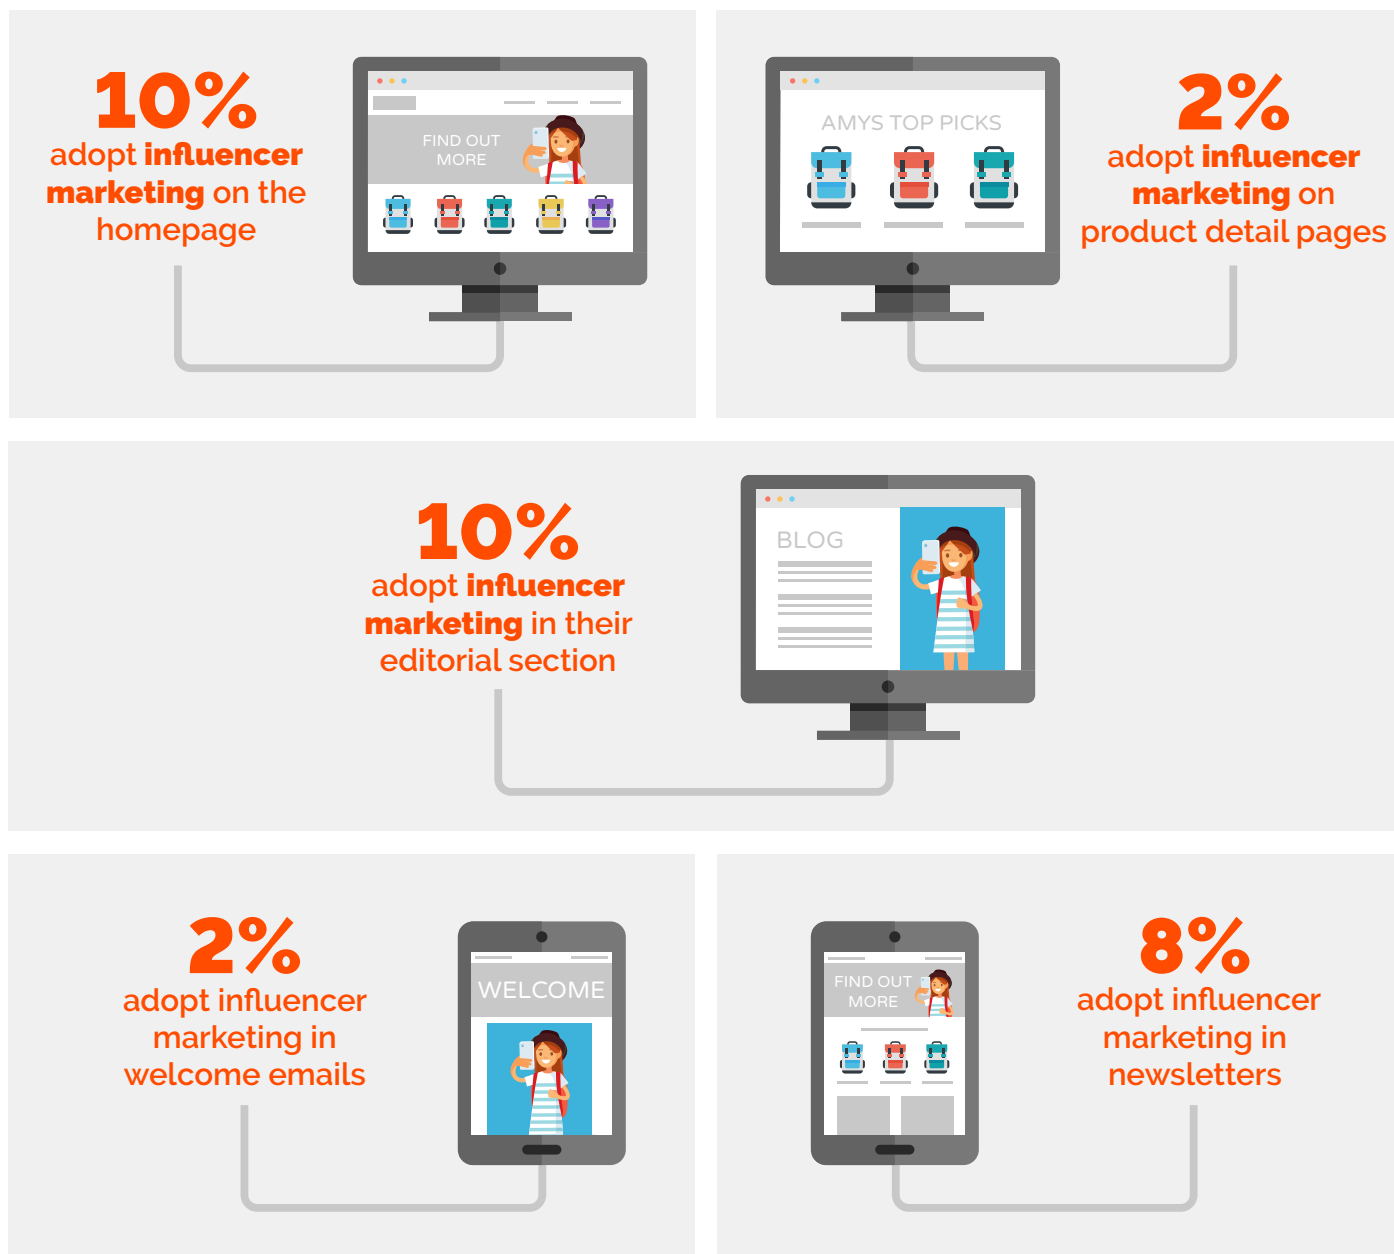 10%
adopt influencer
marketing on the
homepage
FIND OUT
MORE
AMYS TOP PICKS
2%
adopt influencer
marketing on
product detail pages
10%
adopt influencer
marketing in their
editorial section
BLOG
2%
adopt influencer
marketing in
welcome emails
WELCOME
FIND OUT
MORE
8%
adopt influencer
marketing in
newsletters